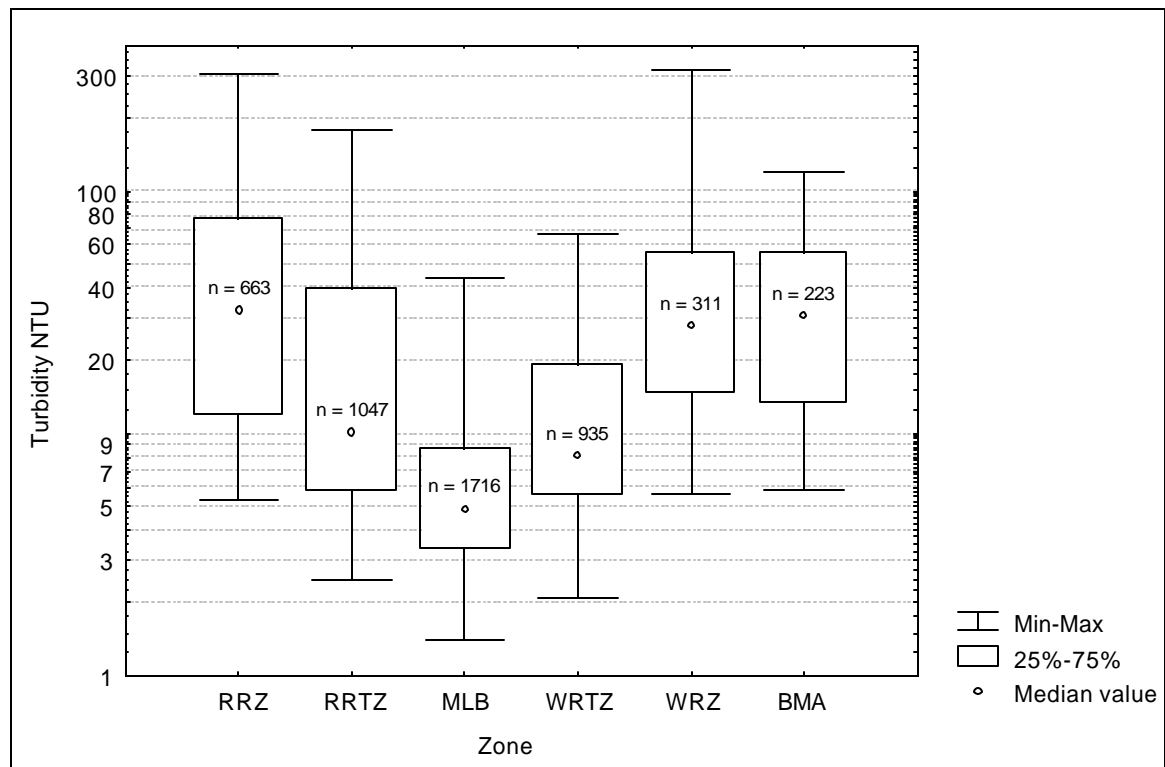 300
100
80
60
40
20
9
7
5
3
1
Turbidity NTU
n = 663
n = 1047
n = 1716
n = 935
n = 311
n = 223
RRZ RRTZ MLB WRTZ WRZ BMA
Zone
Min-Max
25%-75%
Median value